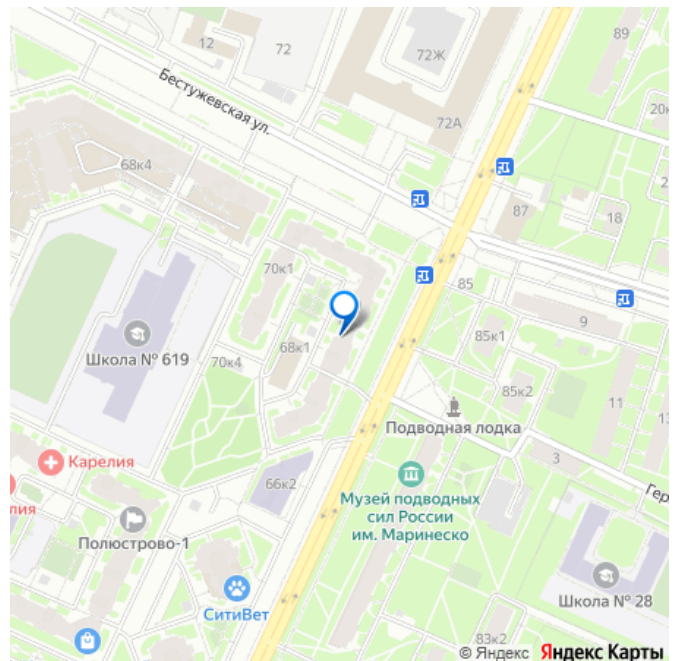 89
12
72
72Ж
Бестужевская ул.
72А
68к4
87
18
70к1
85
9
85к1
Школа № 619
68к1
70к4
85к2
11
Подводная лодка
3
Карелия
66к2
Музей подводных
сил России
им. Маринеско
Полюстрово-1
СитиВет
Школа № 28
83к2
© Яндекс Яндекс Карты